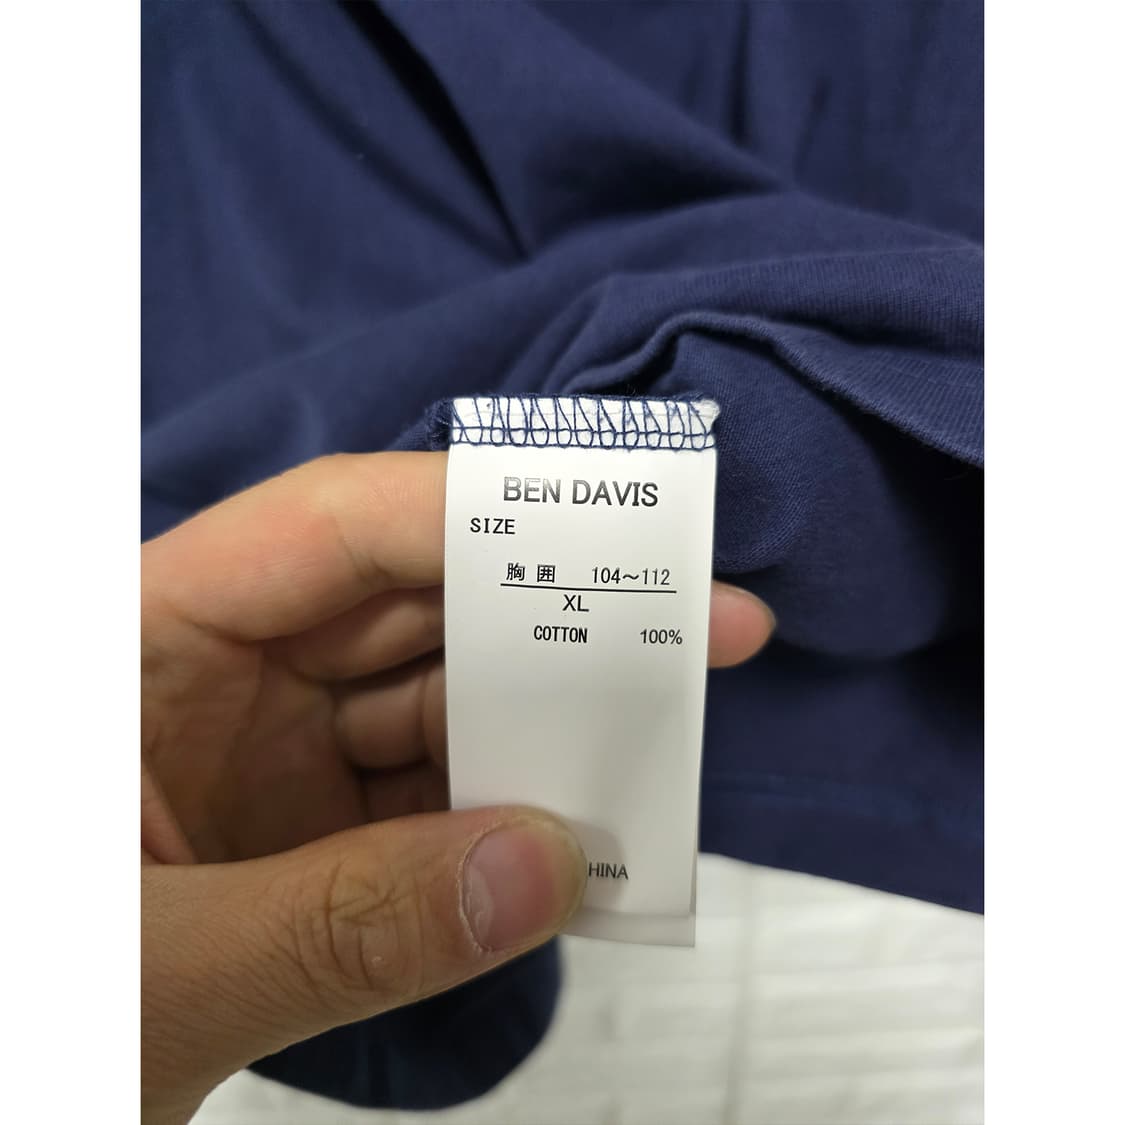 BEN DAVIS
SIZE
胸囲 104～112
XL
COTTON 100%
HINA